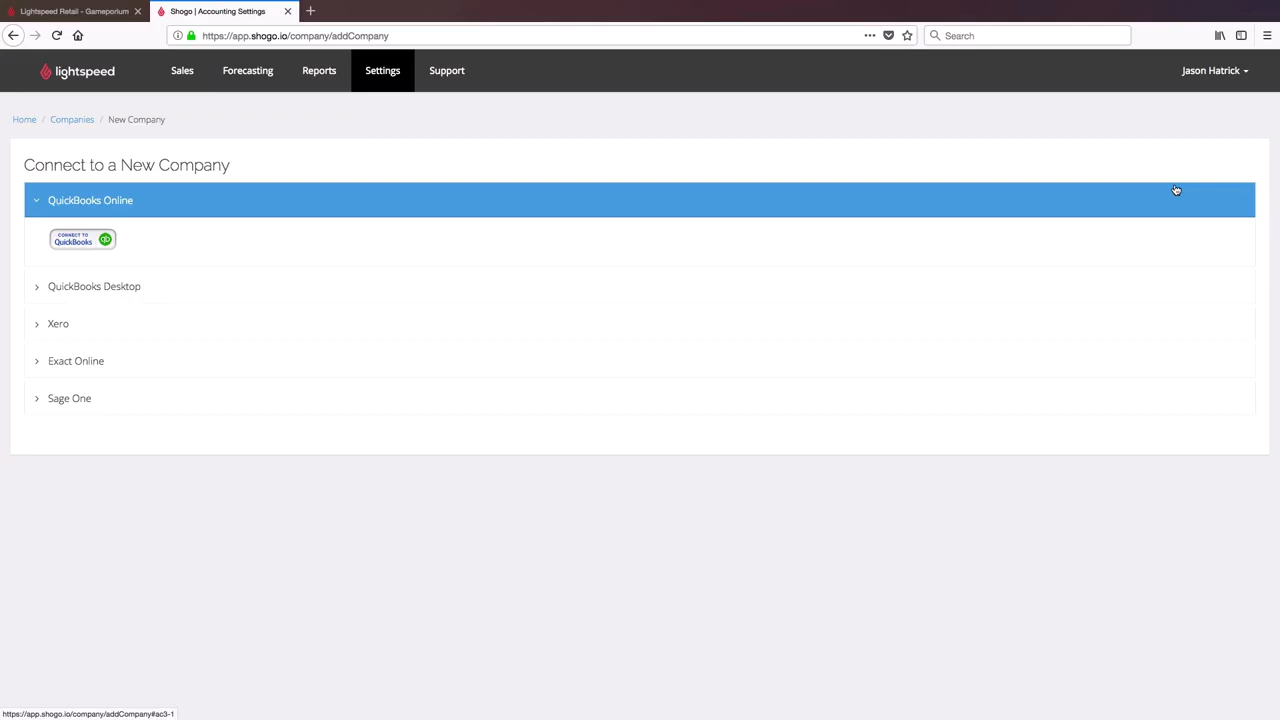 Lightspeed Retail - Gameporium
Shogo | Accounting Settings
https://app.shogo.io/company/addCompany
Search
lightspeed
Sales
Forecasting
Reports
Settings
Support
Jason Hatrick
Home / Companies / New Company
Connect to a New Company
QuickBooks Online
CONNECT TO
QuickBooks
qb
QuickBooks Desktop
Xero
Exact Online
Sage One
https://app.shogo.io/company/addCompany#ac3-1